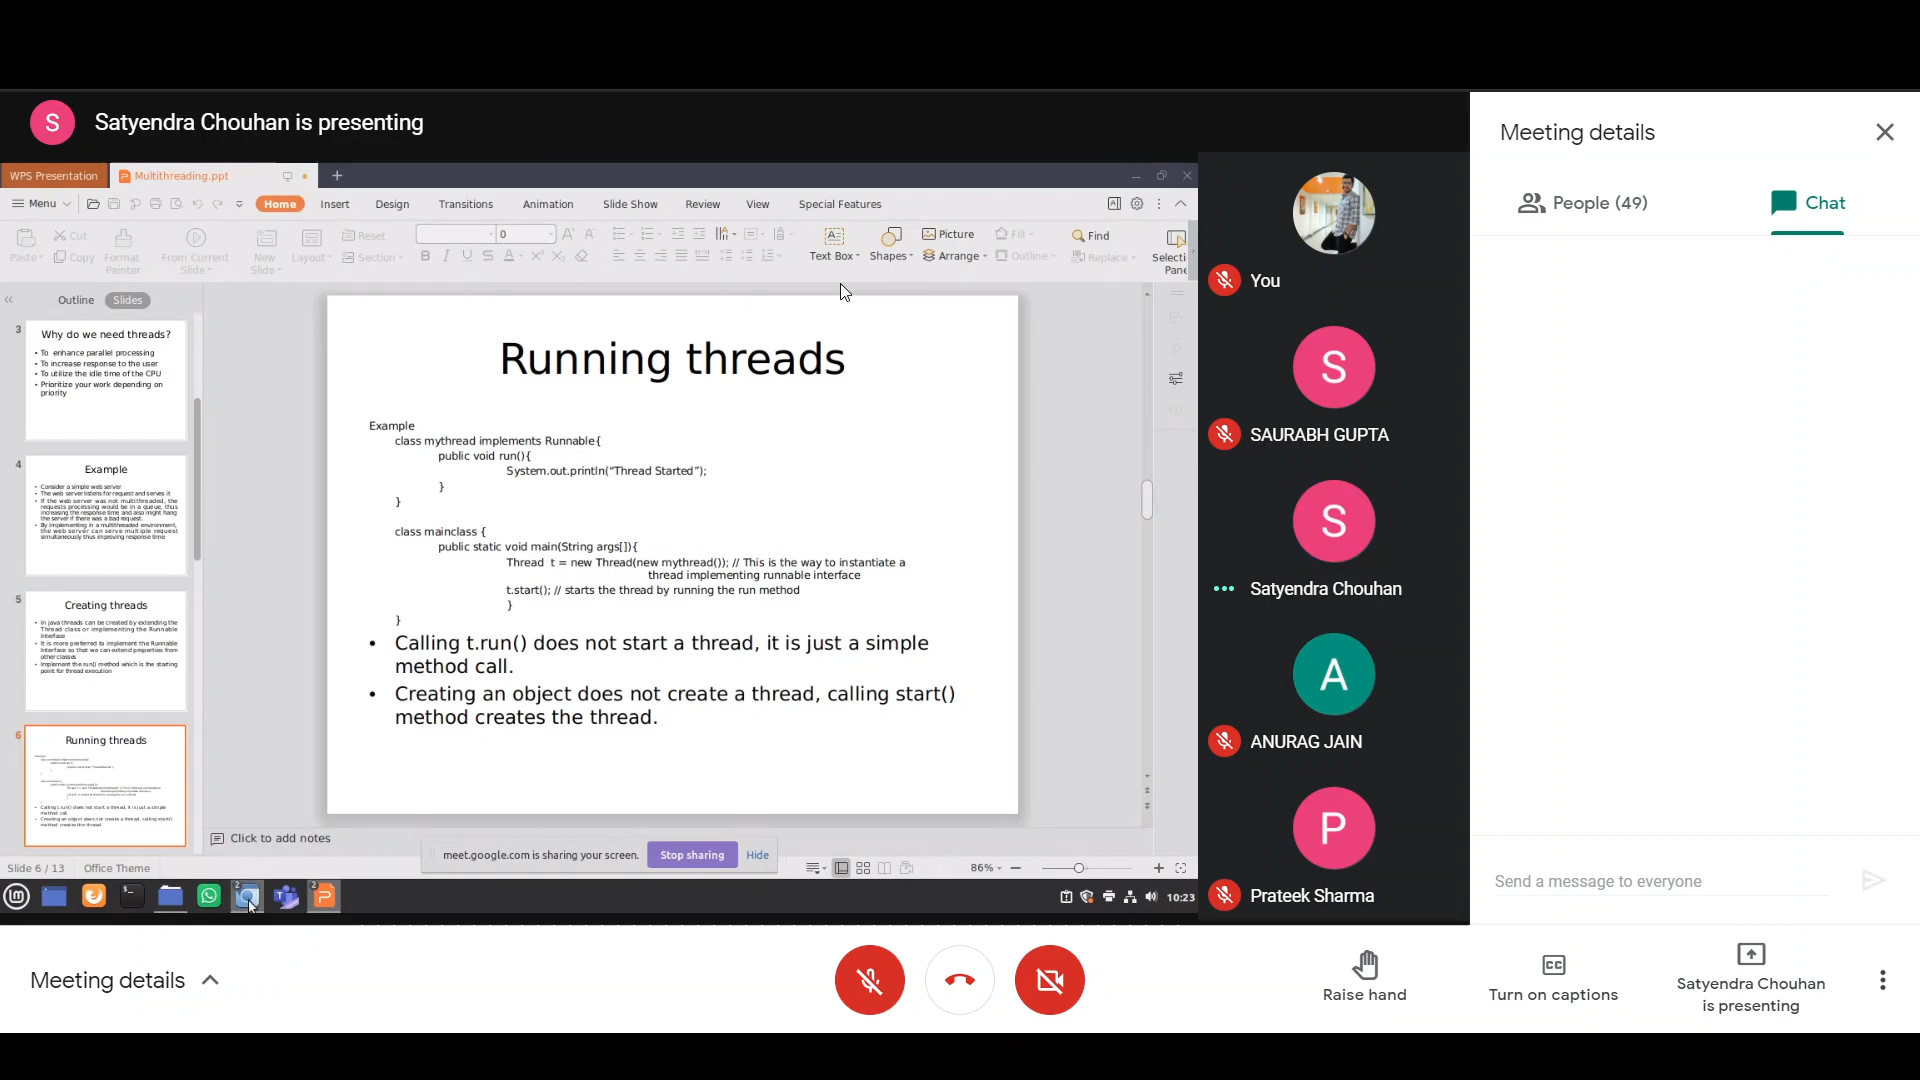 S Satyendra Chouhan is presenting
WPS Presentation Multithreading.ppt
Menu Home Insert Design Transitions Animation Slide Show Review View Special Features
Paste Cut Copy Format Painter From Current Slide New Slide Layout Reset Section 0 B I U S A Text Box Shapes Picture Arrange Fill Outline Find Replace Selecti Pane
Outline Slides
3
Why do we need threads?
• To enhance parallel processing
• To increase response to the user
• To utilize the idle time of the CPU
• Prioritize your work depending on
priority
4
Example
• Consider a simple web server
• The web server listens for request and serves it
• If the web server was not multithreaded, the
requests processing would be in a queue, thus
increasing the response time and also might hang
the server if there was a bad request.
• By implementing in a multithreaded environment,
the web server can serve multiple request
simultaneously thus improving response time
5
Creating threads
• In java threads can be created by extending the
Thread class or implementing the Runnable
Interface
• It is more preferred to implement the Runnable
Interface so that we can extend properties from
other classes
• Implement the run() method which is the starting
point for thread execution
6
Running threads
• Calling t.run() does not start a thread, it is just a simple
method call.
• Creating an object does not create a thread, calling start()
method creates the thread.
Running threads
Example
class mythread implements Runnable{
public void run(){
System.out.println(“Thread Started”);
}
}
class mainclass {
public static void main(String args[]){
Thread t = new Thread(new mythread()); // This is the way to instantiate a
thread implementing runnable interface
t.start(); // starts the thread by running the run method
}
}
• Calling t.run() does not start a thread, it is just a simple
method call.
• Creating an object does not create a thread, calling start()
method creates the thread.
Click to add notes
meet.google.com is sharing your screen. Stop sharing Hide
Slide 6 / 13 Office Theme 86%
2 2 10:23
You
S
SAURABH GUPTA
S
Satyendra Chouhan
A
ANURAG JAIN
P
Prateek Sharma
Meeting details
People (49) Chat
Send a message to everyone
Meeting details
Raise hand
CC
Turn on captions
Satyendra Chouhan
is presenting